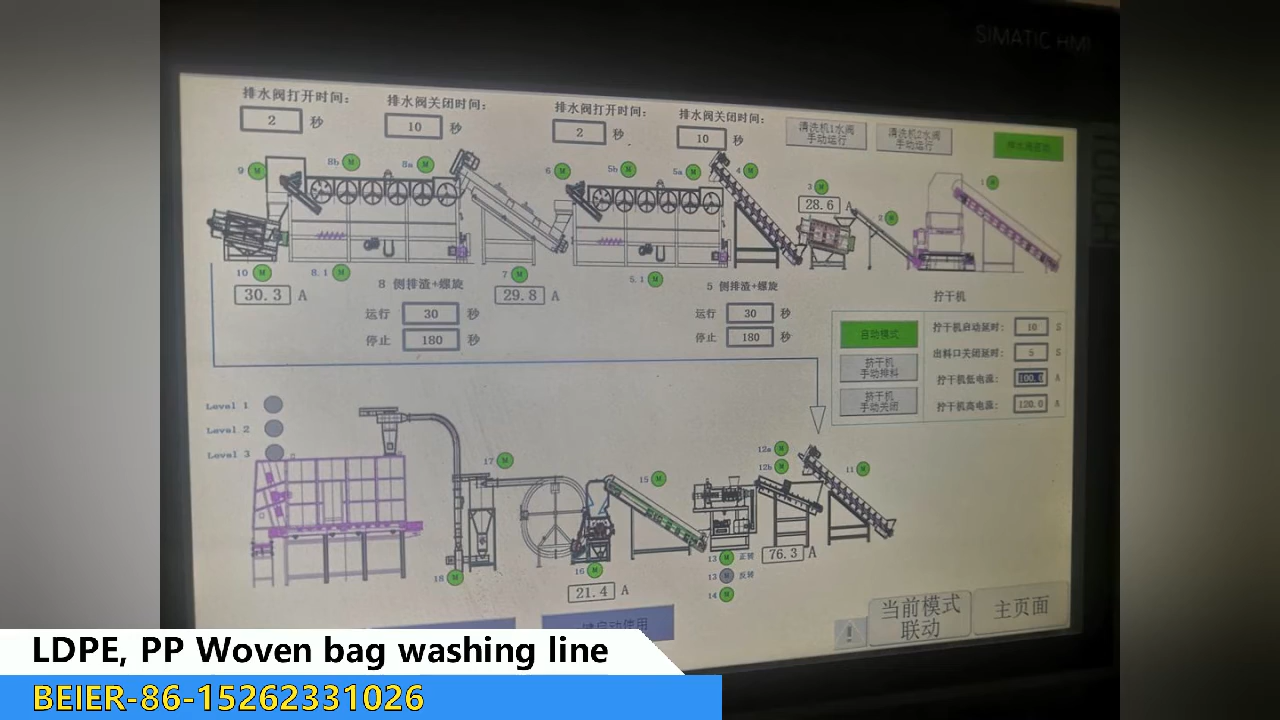 SIMATIC HMI
TOUCH
排水阀打开时间: 排水阀关闭时间: 排水阀打开时间: 排水阀关闭时间:
2 秒 10 秒 2 秒 10 秒
清洗机1水阀 手动运行
清洗机2水阀 手动运行
9 M 8b M 8a M 6 M 5b M 5a M 4 M 3 M 2 M 1 M
28.6 A
10 M 8.1 M 7 M 5.1 M
30.3 A
29.8 A
8 侧排渣+螺旋
运行 30 秒
停止 180 秒
5 侧排渣+螺旋
运行 30 秒
停止 180 秒
拧干机
自动模式
挤干机
手动排料
挤干机
手动关闭
拧干机启动延时: 10 S
出料口关闭延时: 5 S
拧干机低电流: 100.0 A
拧干机高电流: 120.0 A
Level 1
Level 2
Level 3
17 M 15 M 12a M
12b M 11 M
18 M 16 M
21.4 A
13 M 正转
13 M 反转
14 M
76.3 A
键启动使用
当前模式
联动
主页面
LDPE, PP Woven bag washing line
BEIER-86-15262331026